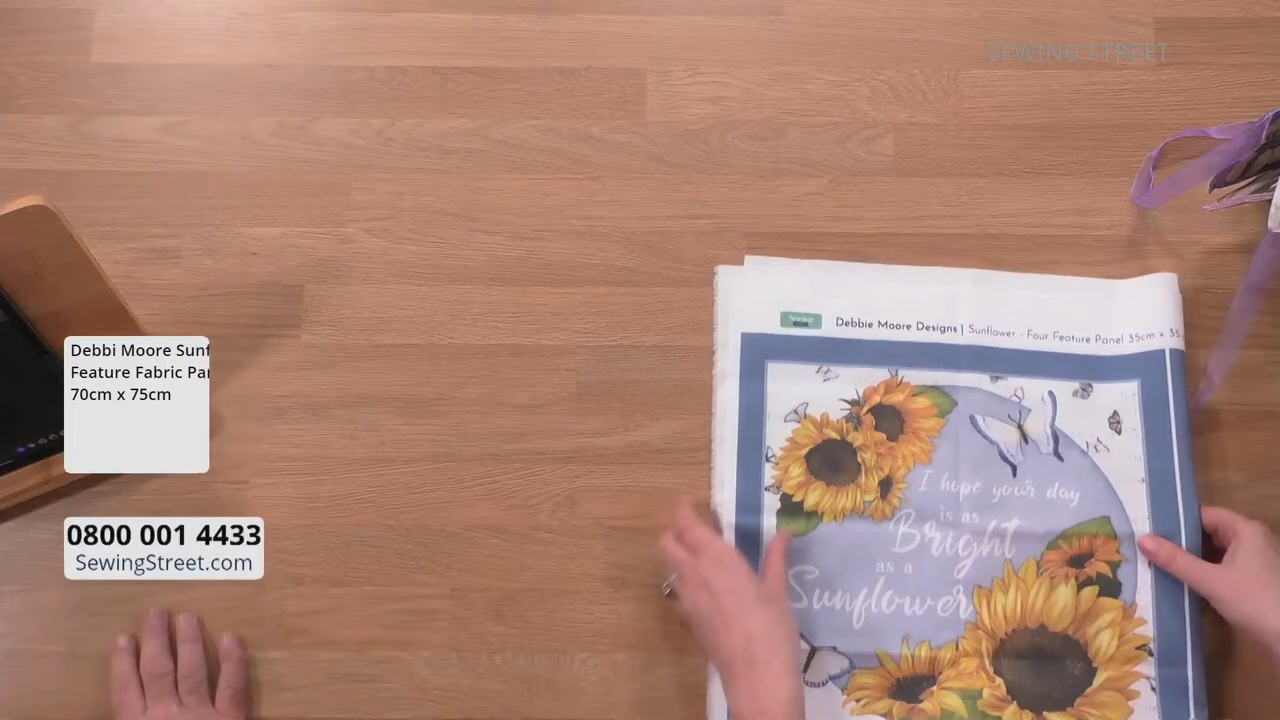 SEWING STREET
Debbie Moore Designs | Sunflower - Four Feature Panel 35cm x 35
Debbi Moore Sunf
Feature Fabric Par
70cm x 75cm
I hope your day
is as
Bright
as a
Sunflower
0800 001 4433
SewingStreet.com